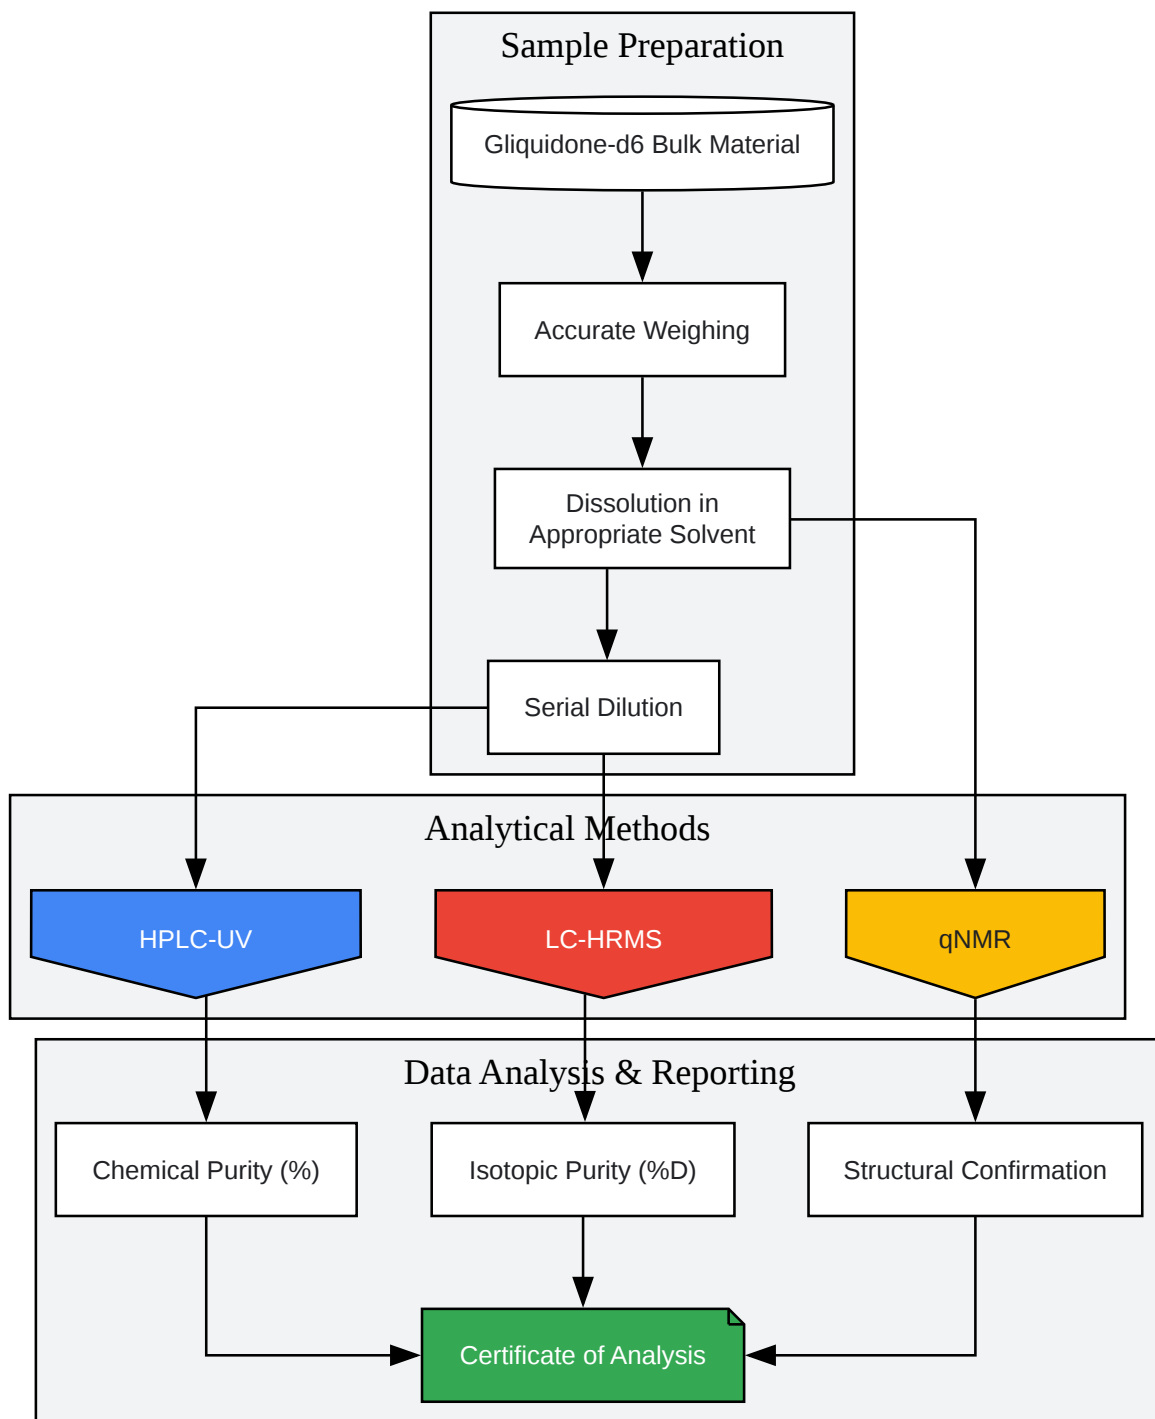 Sample Preparation
Gliquidone-d6 Bulk Material
Accurate Weighing
Dissolution in
Appropriate Solvent
Serial Dilution
Analytical Methods
HPLC-UV
LC-HRMS
qNMR
Data Analysis & Reporting
Chemical Purity (%)
Isotopic Purity (%D)
Structural Confirmation
Certificate of Analysis